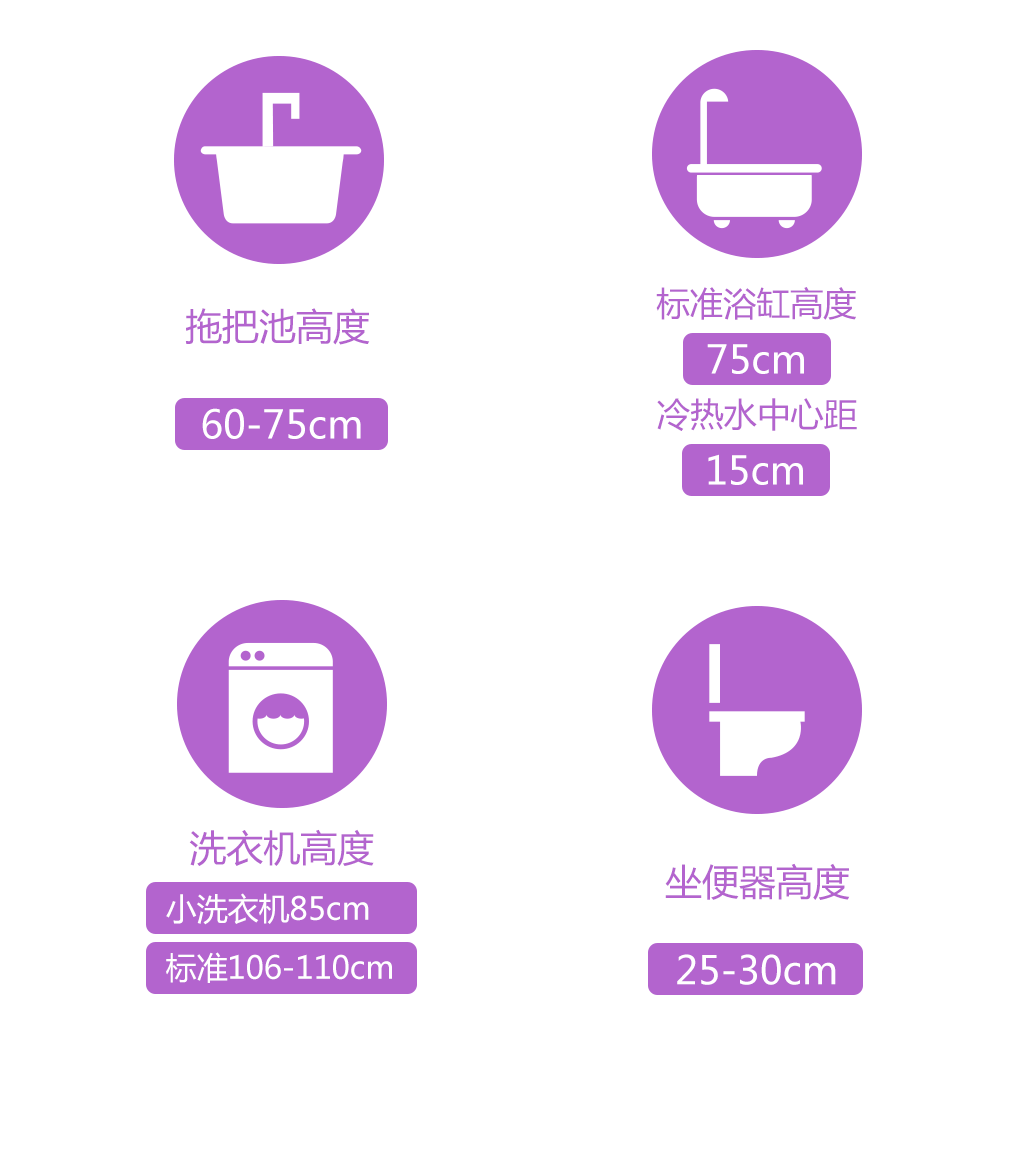 拖把池高度
60-75cm
标准浴缸高度
75cm
冷热水中心距
15cm
洗衣机高度
小洗衣机85cm
标准106-110cm
坐便器高度
25-30cm